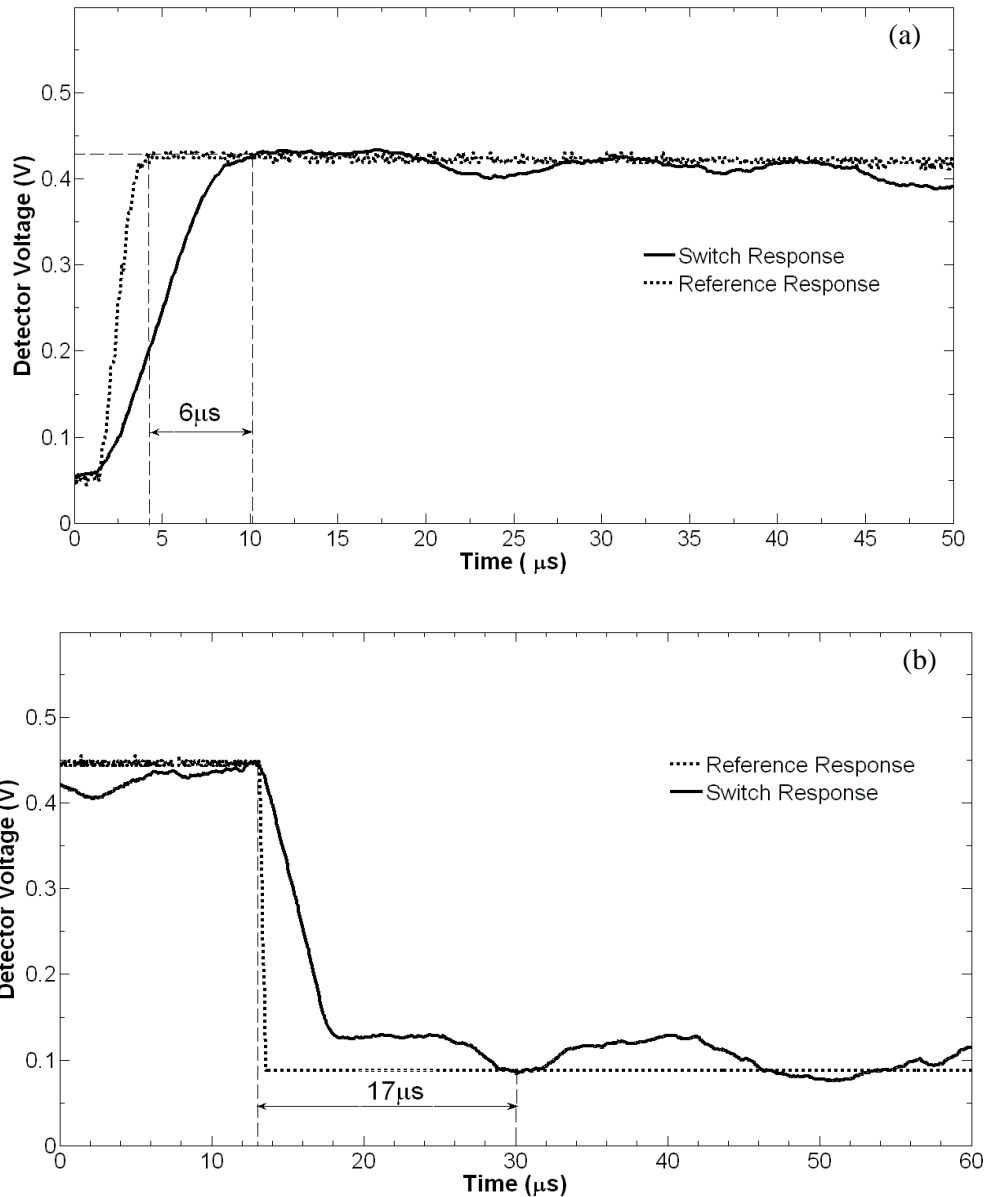 (a)
0.5
0.4
0.3
0.2
0.1
0
Detector Voltage (V)
Switch Response
Reference Response
6μs
0 5 10 15 20 25 30 35 40 45 50
Time ( μs)
(b)
0.5
0.4
0.3
0.2
0.1
0
Detector Voltage (V)
Reference Response
Switch Response
17μs
0 10 20 30 40 50 60
Time (μs)